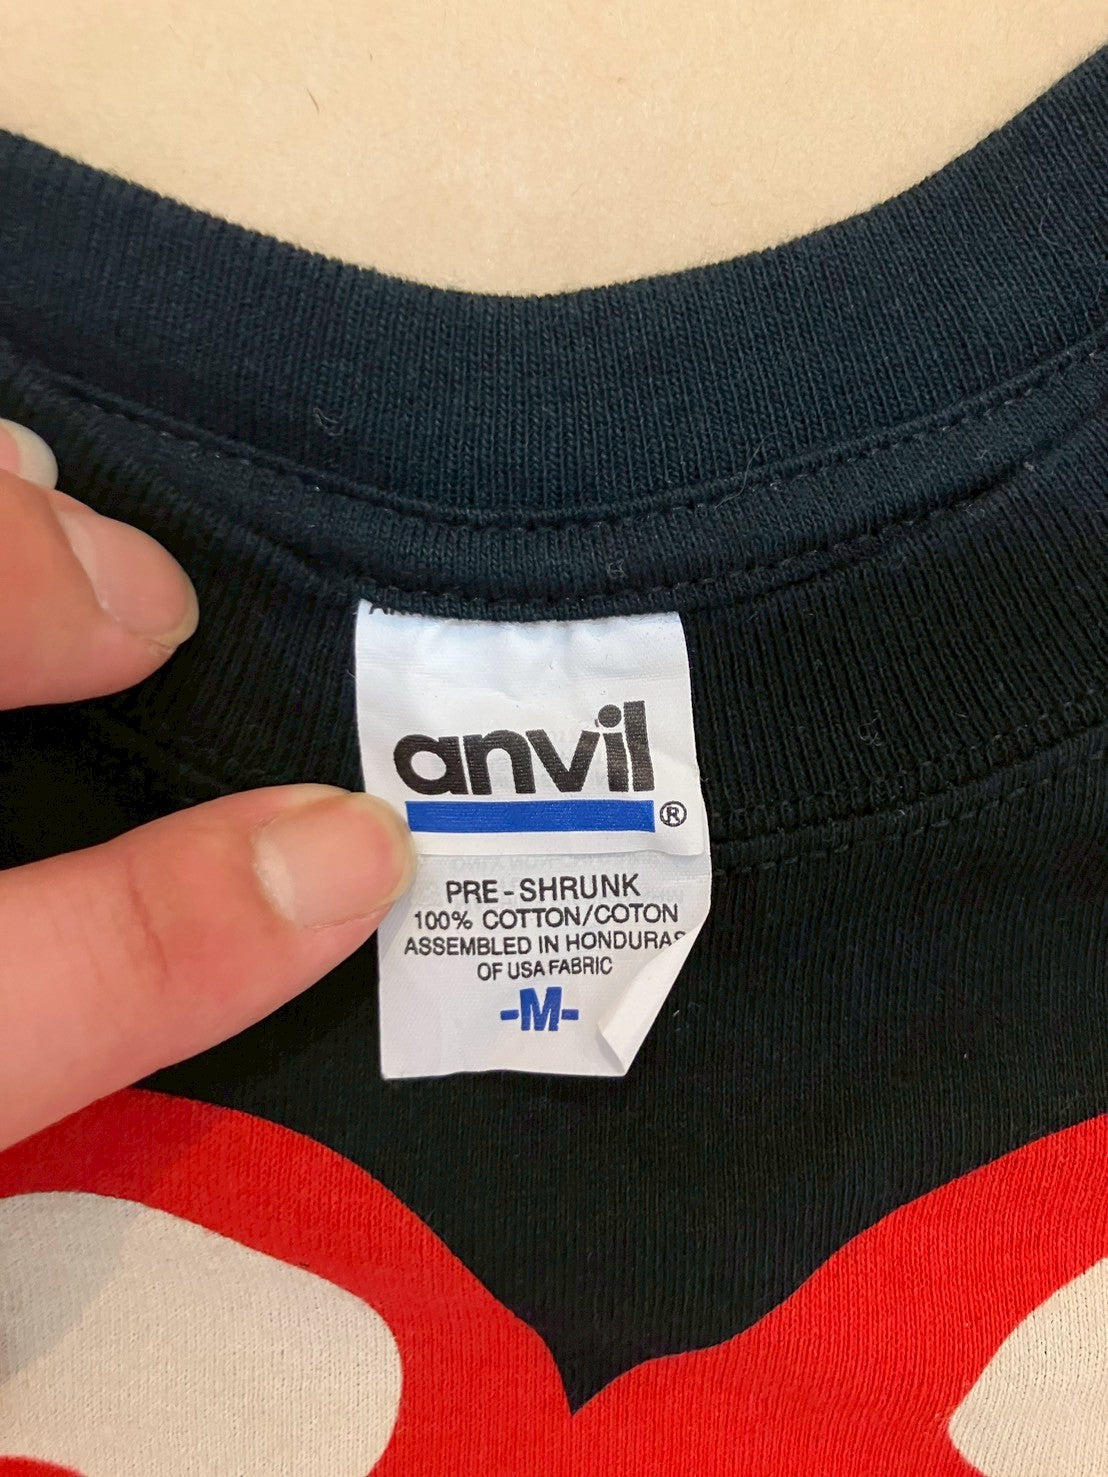 anvil
®
PRE-SHRUNK
100% COTTON/COTON
ASSEMBLED IN HONDURAS
OF USA FABRIC
-M-